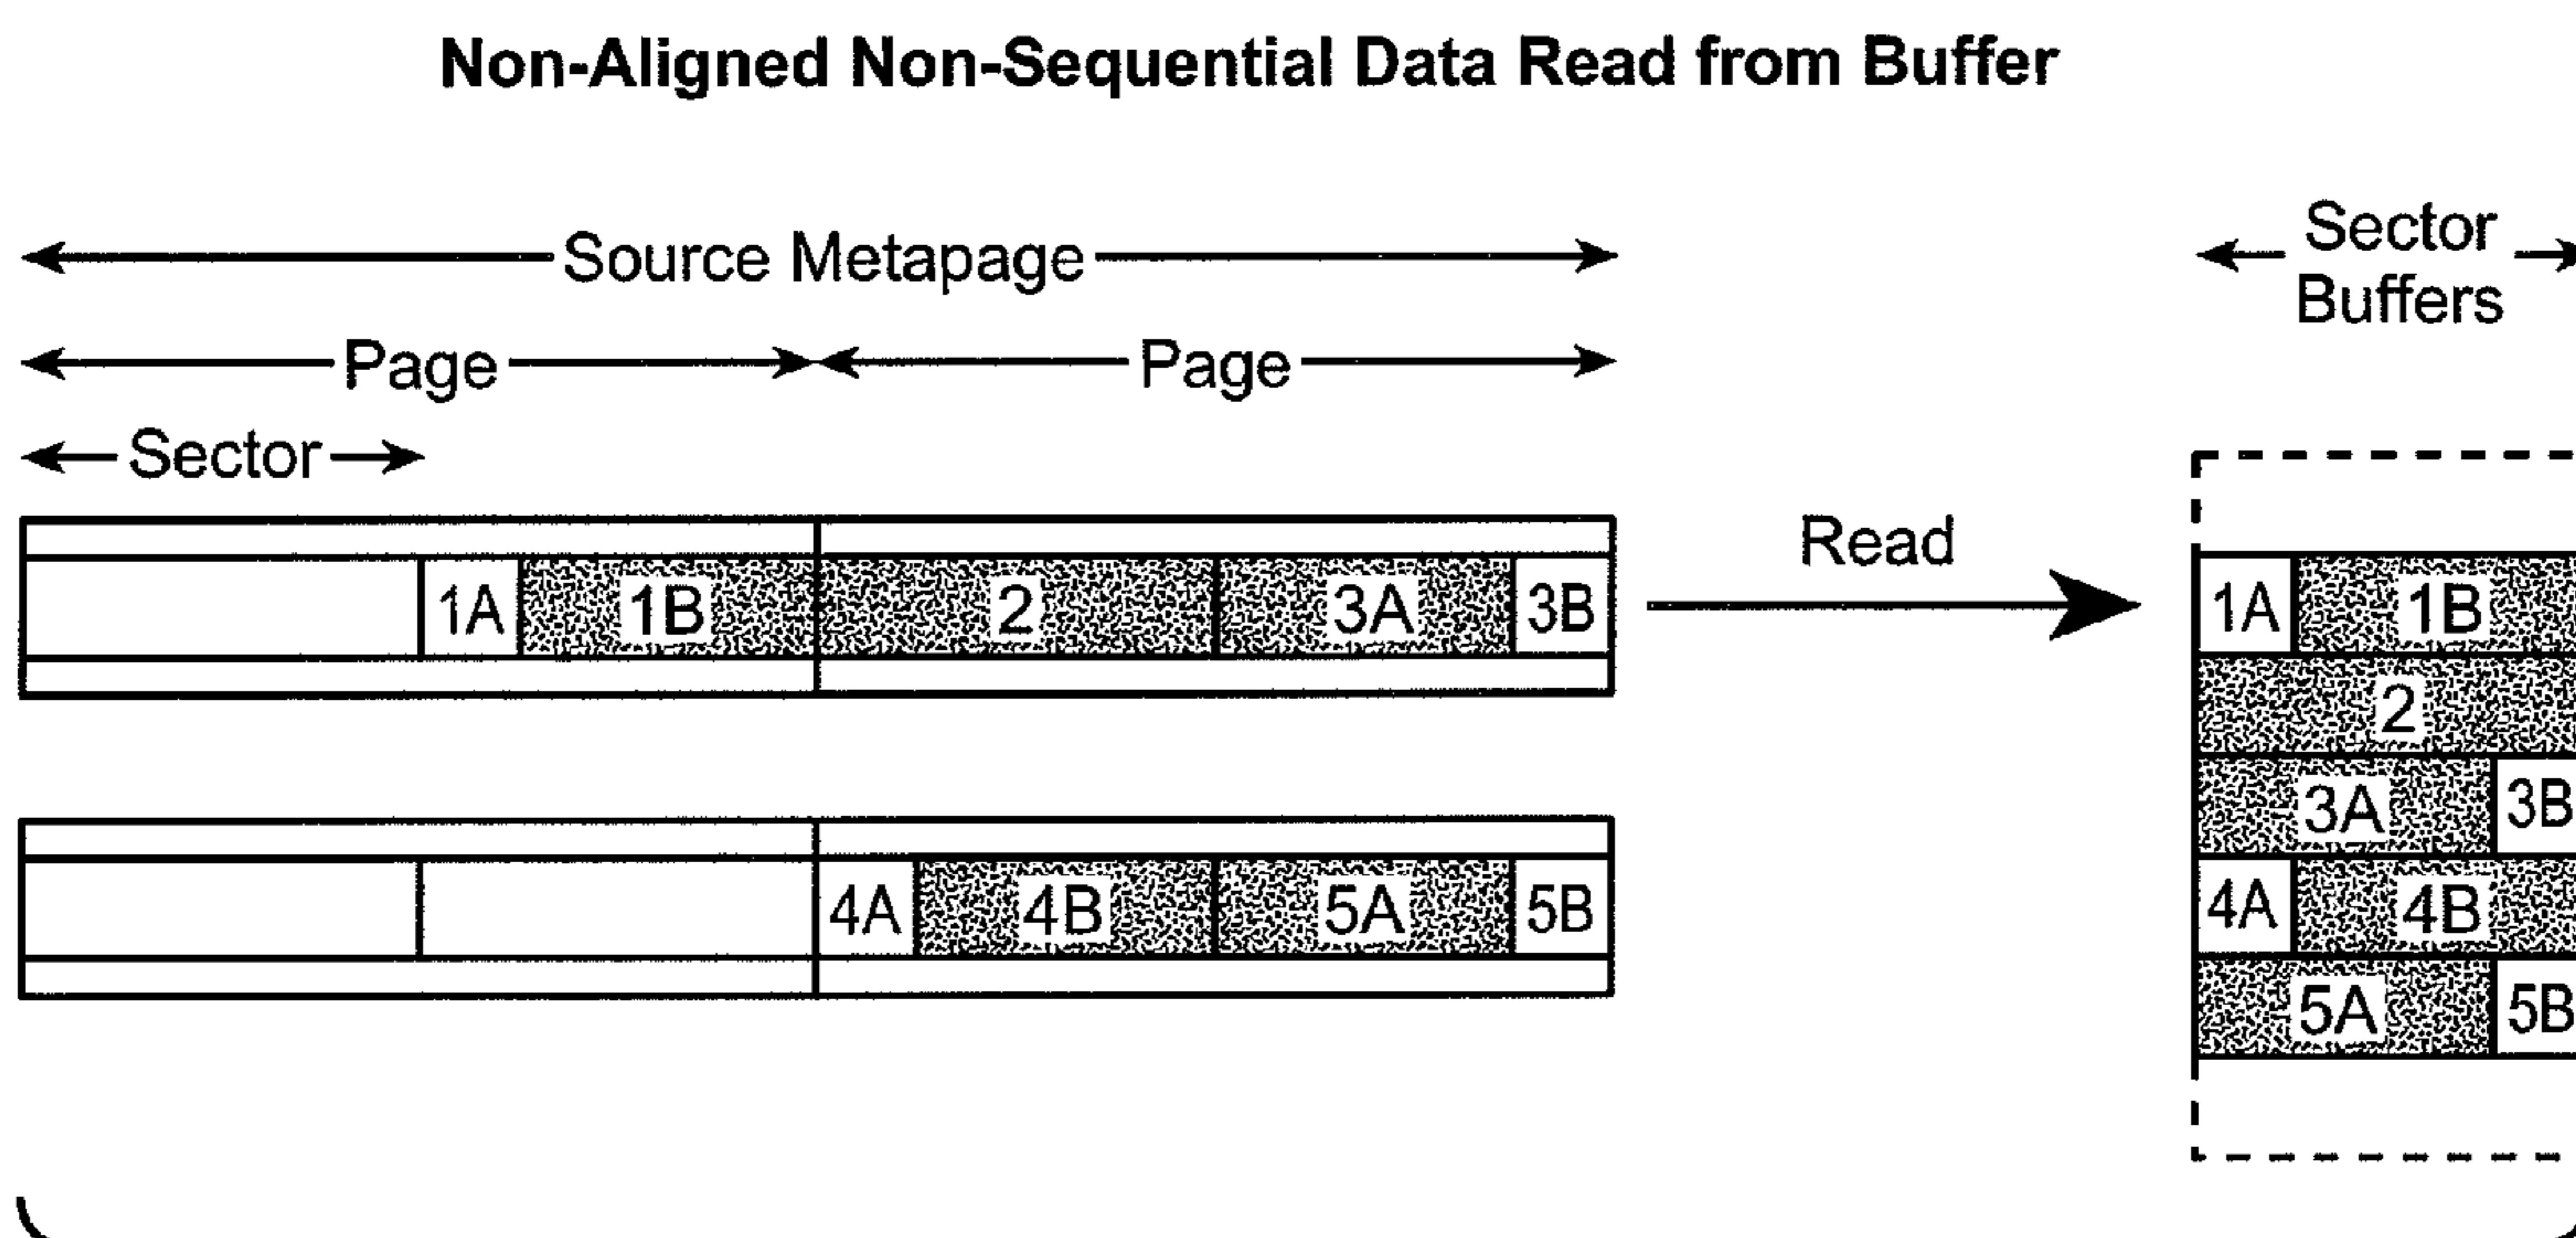 Non-Aligned Non-Sequential Data Read from Buffer
Source Metapage
Sector
Buffers
Page Page
Sector
Read
1A 1B 2 3A 3B
1A 1B
2
3A 3B
4A 4B 5A 5B
4A 4B
5A 5B